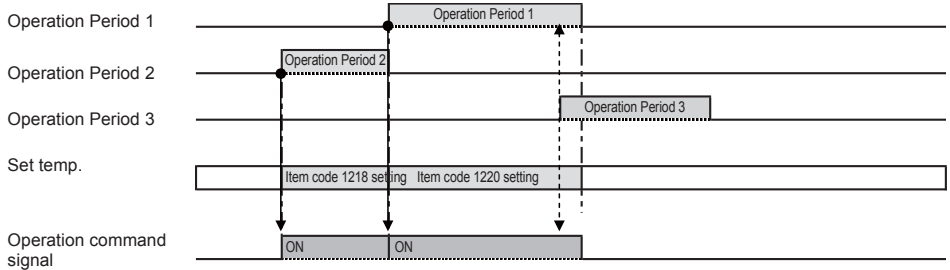 Operation Period 1
Operation Period 1
Operation Period 2
Operation Period 2
Operation Period 3
Operation Period 3
Set temp.
Item code 1218 setting Item code 1220 setting
Operation command
signal
ON ON